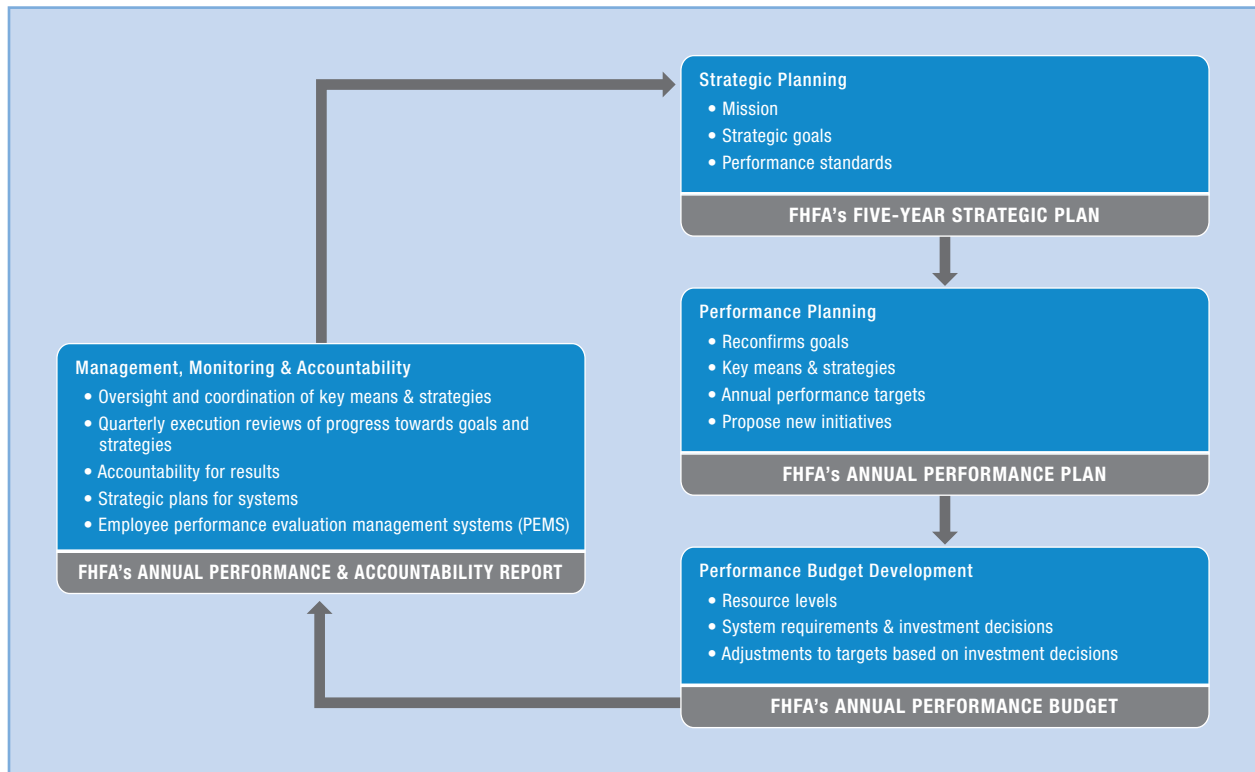 Strategic Planning
• Mission
• Strategic goals
• Performance standards
FHFA's FIVE-YEAR STRATEGIC PLAN
Performance Planning
• Reconfirms goals
• Key means & strategies
• Annual performance targets
• Propose new initiatives
FHFA's ANNUAL PERFORMANCE PLAN
Performance Budget Development
• Resource levels
• System requirements & investment decisions
• Adjustments to targets based on investment decisions
FHFA's ANNUAL PERFORMANCE BUDGET
Management, Monitoring & Accountability
• Oversight and coordination of key means & strategies
• Quarterly execution reviews of progress towards goals and
strategies
• Accountability for results
• Strategic plans for systems
• Employee performance evaluation management systems (PEMS)
FHFA's ANNUAL PERFORMANCE & ACCOUNTABILITY REPORT